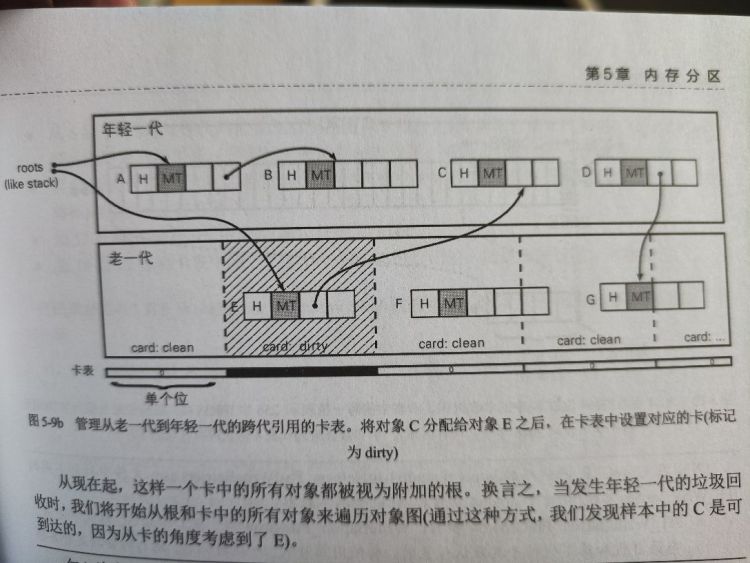 第5章 内存分区
年轻一代
roots
(like stack)
A H MT
B H MT
C H MT
D H MT
老一代
E H MT
F H MT
G H MT
card: clean
card: dirty
card: clean
card: clean
card: ...
卡表
0
0
0
0
单个位
图 5-9b 管理从老一代到年轻一代的跨代引用的卡表。将对象 C 分配给对象 E 之后，在卡表中设置对应的卡(标记
为 dirty)
从现在起，这样一个卡中的所有对象都被视为附加的根。换言之，当发生年轻一代的垃圾回
收时，我们将开始从根和卡中的所有对象来遍历对象图(通过这种方式，我们发现样本中的 C 是可
到达的，因为从卡的角度考虑到了 E)。